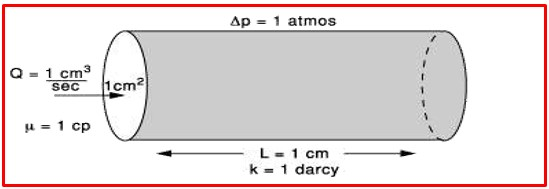 Δp = 1 atmos
Q = 1 cm³
sec
1cm²
μ = 1 cp
L = 1 cm
k = 1 darcy